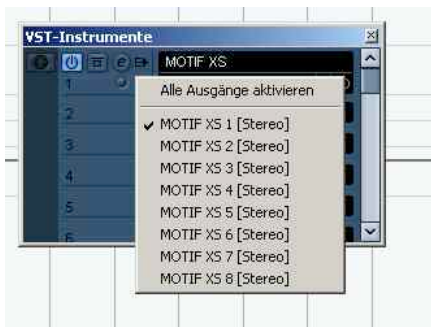 VST-Instrumente
e MOTIF XS
1
2
3
4
5
6
Alle Ausgänge aktivieren
✓ MOTIF XS 1 [Stereo]
MOTIF XS 2 [Stereo]
MOTIF XS 3 [Stereo]
MOTIF XS 4 [Stereo]
MOTIF XS 5 [Stereo]
MOTIF XS 6 [Stereo]
MOTIF XS 7 [Stereo]
MOTIF XS 8 [Stereo]